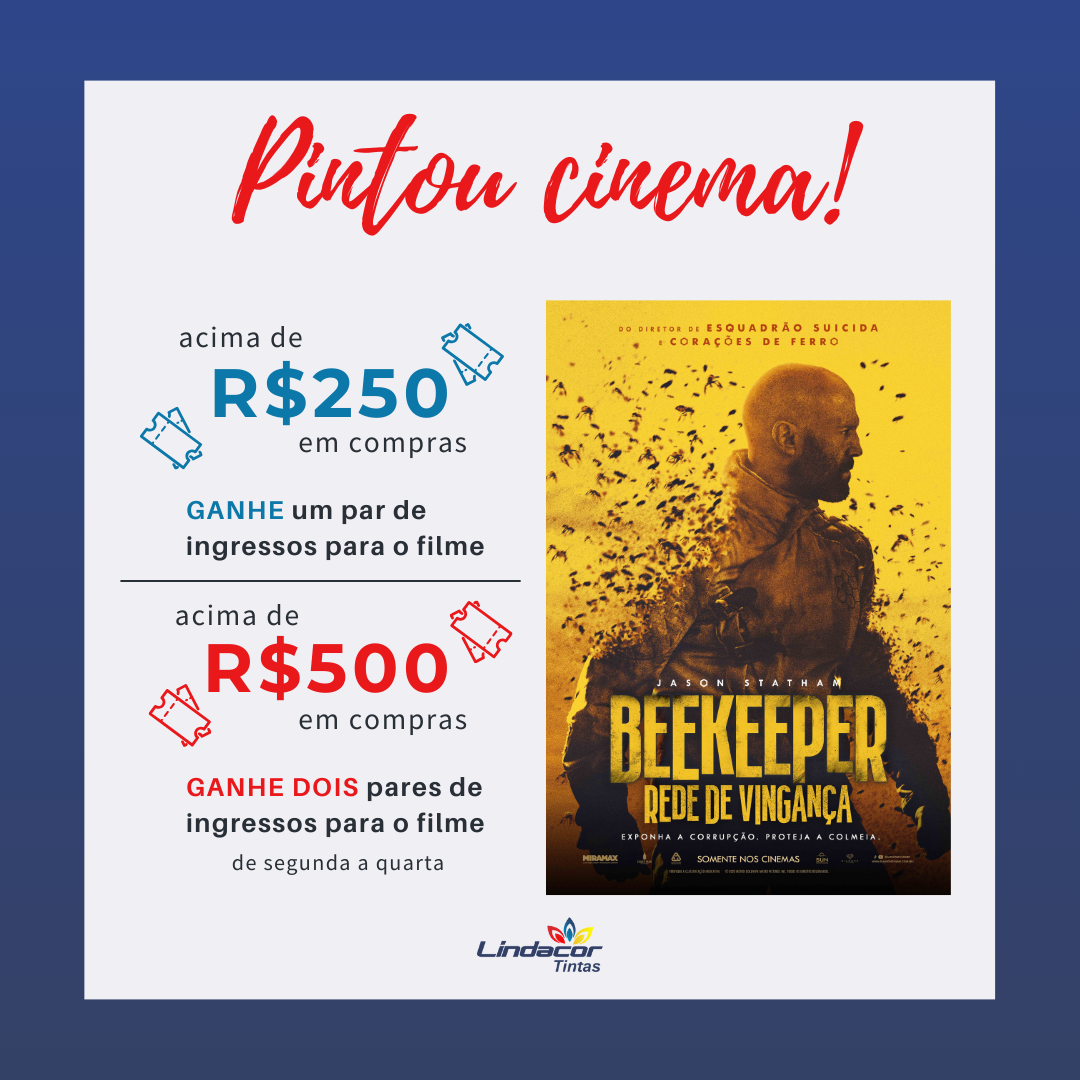 Pintou cinema!
acima de
R$250
em compras
GANHE um par de
ingressos para o filme
acima de
R$500
em compras
GANHE DOIS pares de
ingressos para o filme
de segunda a quarta
DO DIRETOR DE ESQUADRÃO SUICIDA
E CORAÇÕES DE FERRO
JASON STATHAM
BEEKEEPER
REDE DE VINGANÇA
EXPONHA A CORRUPÇÃO. PROTEJA A COLMEIA.
MIRAMAX
SOMENTE NOS CINEMAS
Lindacor
Tintas